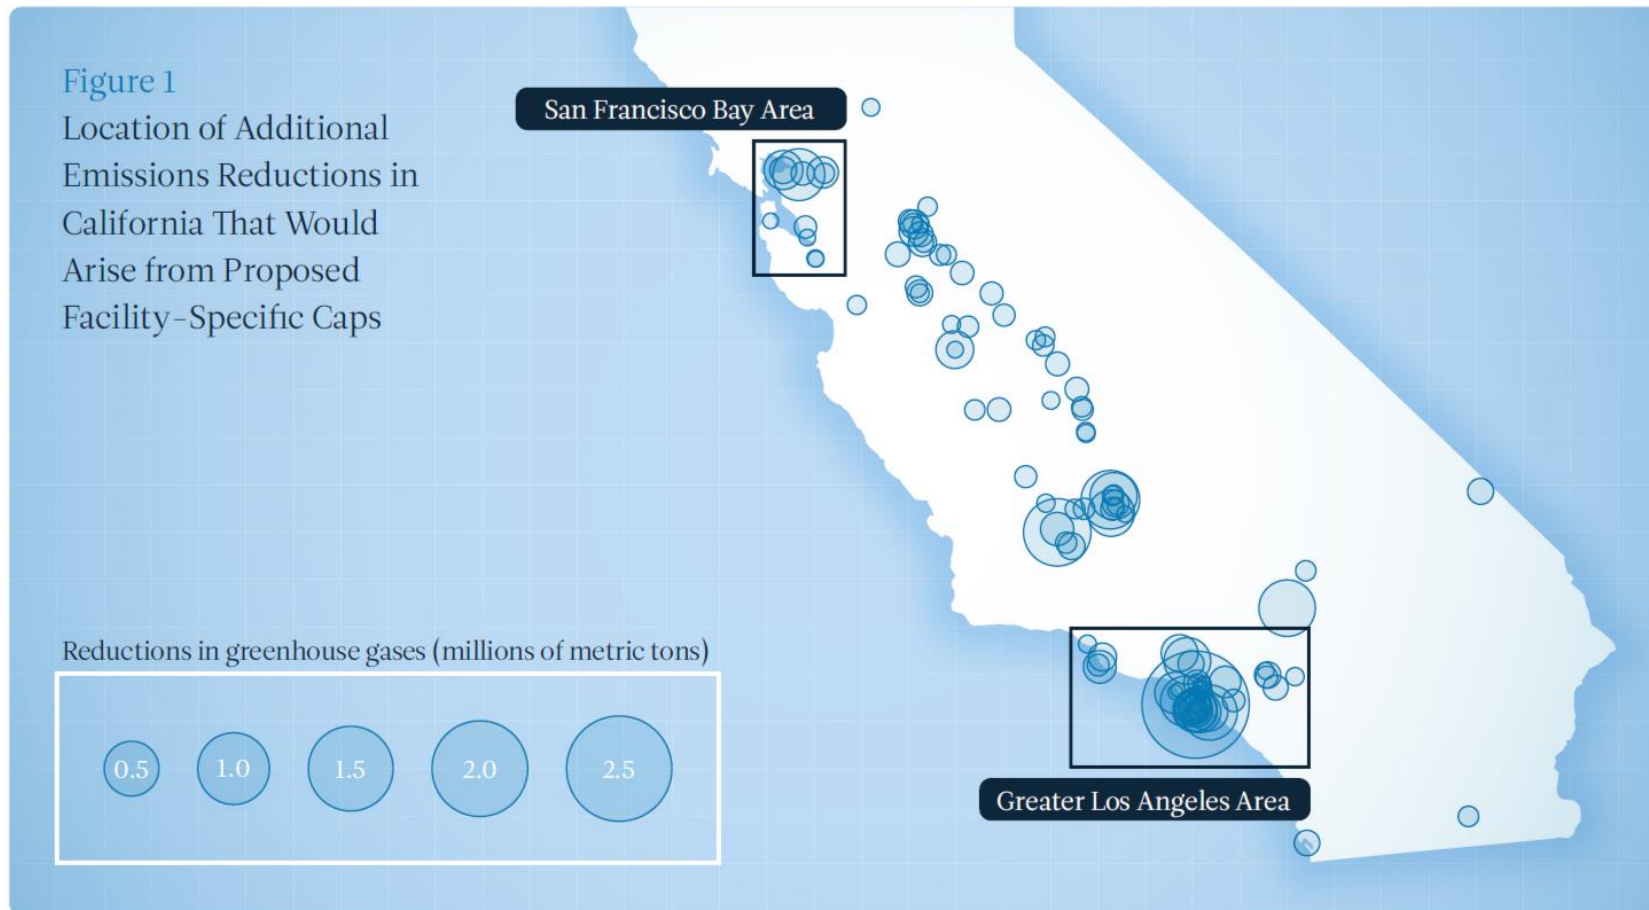 Figure 1
Location of Additional
Emissions Reductions in
California That Would
Arise from Proposed
Facility-Specific Caps
San Francisco Bay Area
Reductions in greenhouse gases (millions of metric tons)
0.5 1.0 1.5 2.0 2.5
Greater Los Angeles Area